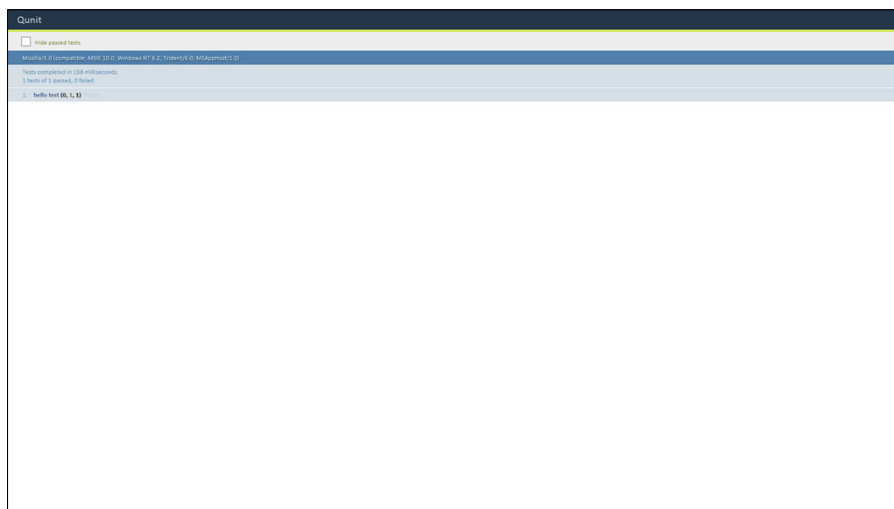 Qunit
Hide passed tests
Mozilla/5.0 (compatible; MSIE 10.0; Windows NT 6.2; Trident/6.0; MSAppHost/1.0)
Tests completed in 168 milliseconds.
1 tests of 1 passed, 0 failed.
1. hello test (0, 1, 1)